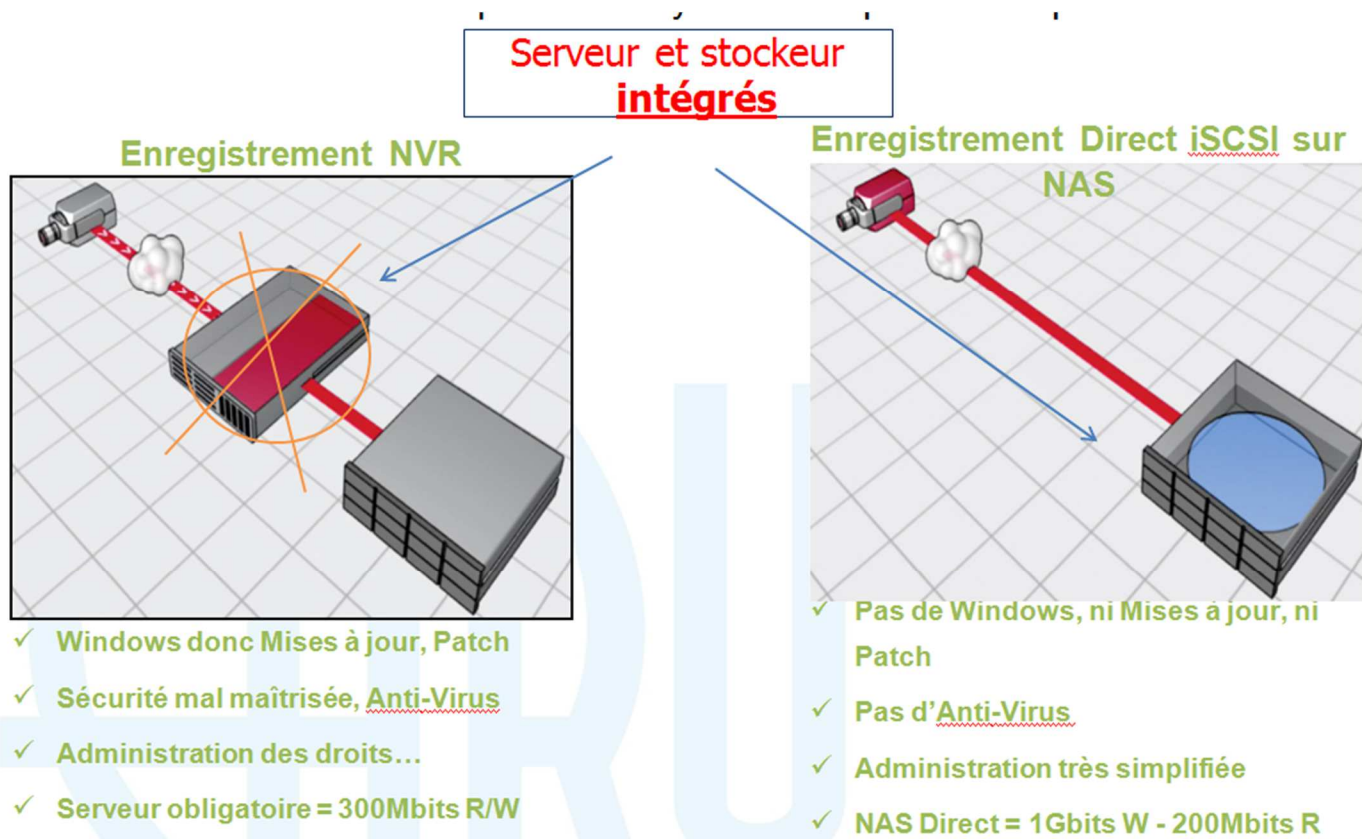 Serveur et stockeur
intégrés
Enregistrement NVR
Enregistrement Direct iSCSI sur
NAS
✓ Windows donc Mises à jour, Patch
✓ Sécurité mal maîtrisée, Anti-Virus
✓ Administration des droits…
✓ Serveur obligatoire = 300Mbits R/W
✓ Pas de Windows, ni Mises à jour, ni
Patch
✓ Pas d’Anti-Virus
✓ Administration très simplifiée
✓ NAS Direct = 1Gbits W - 200Mbits R